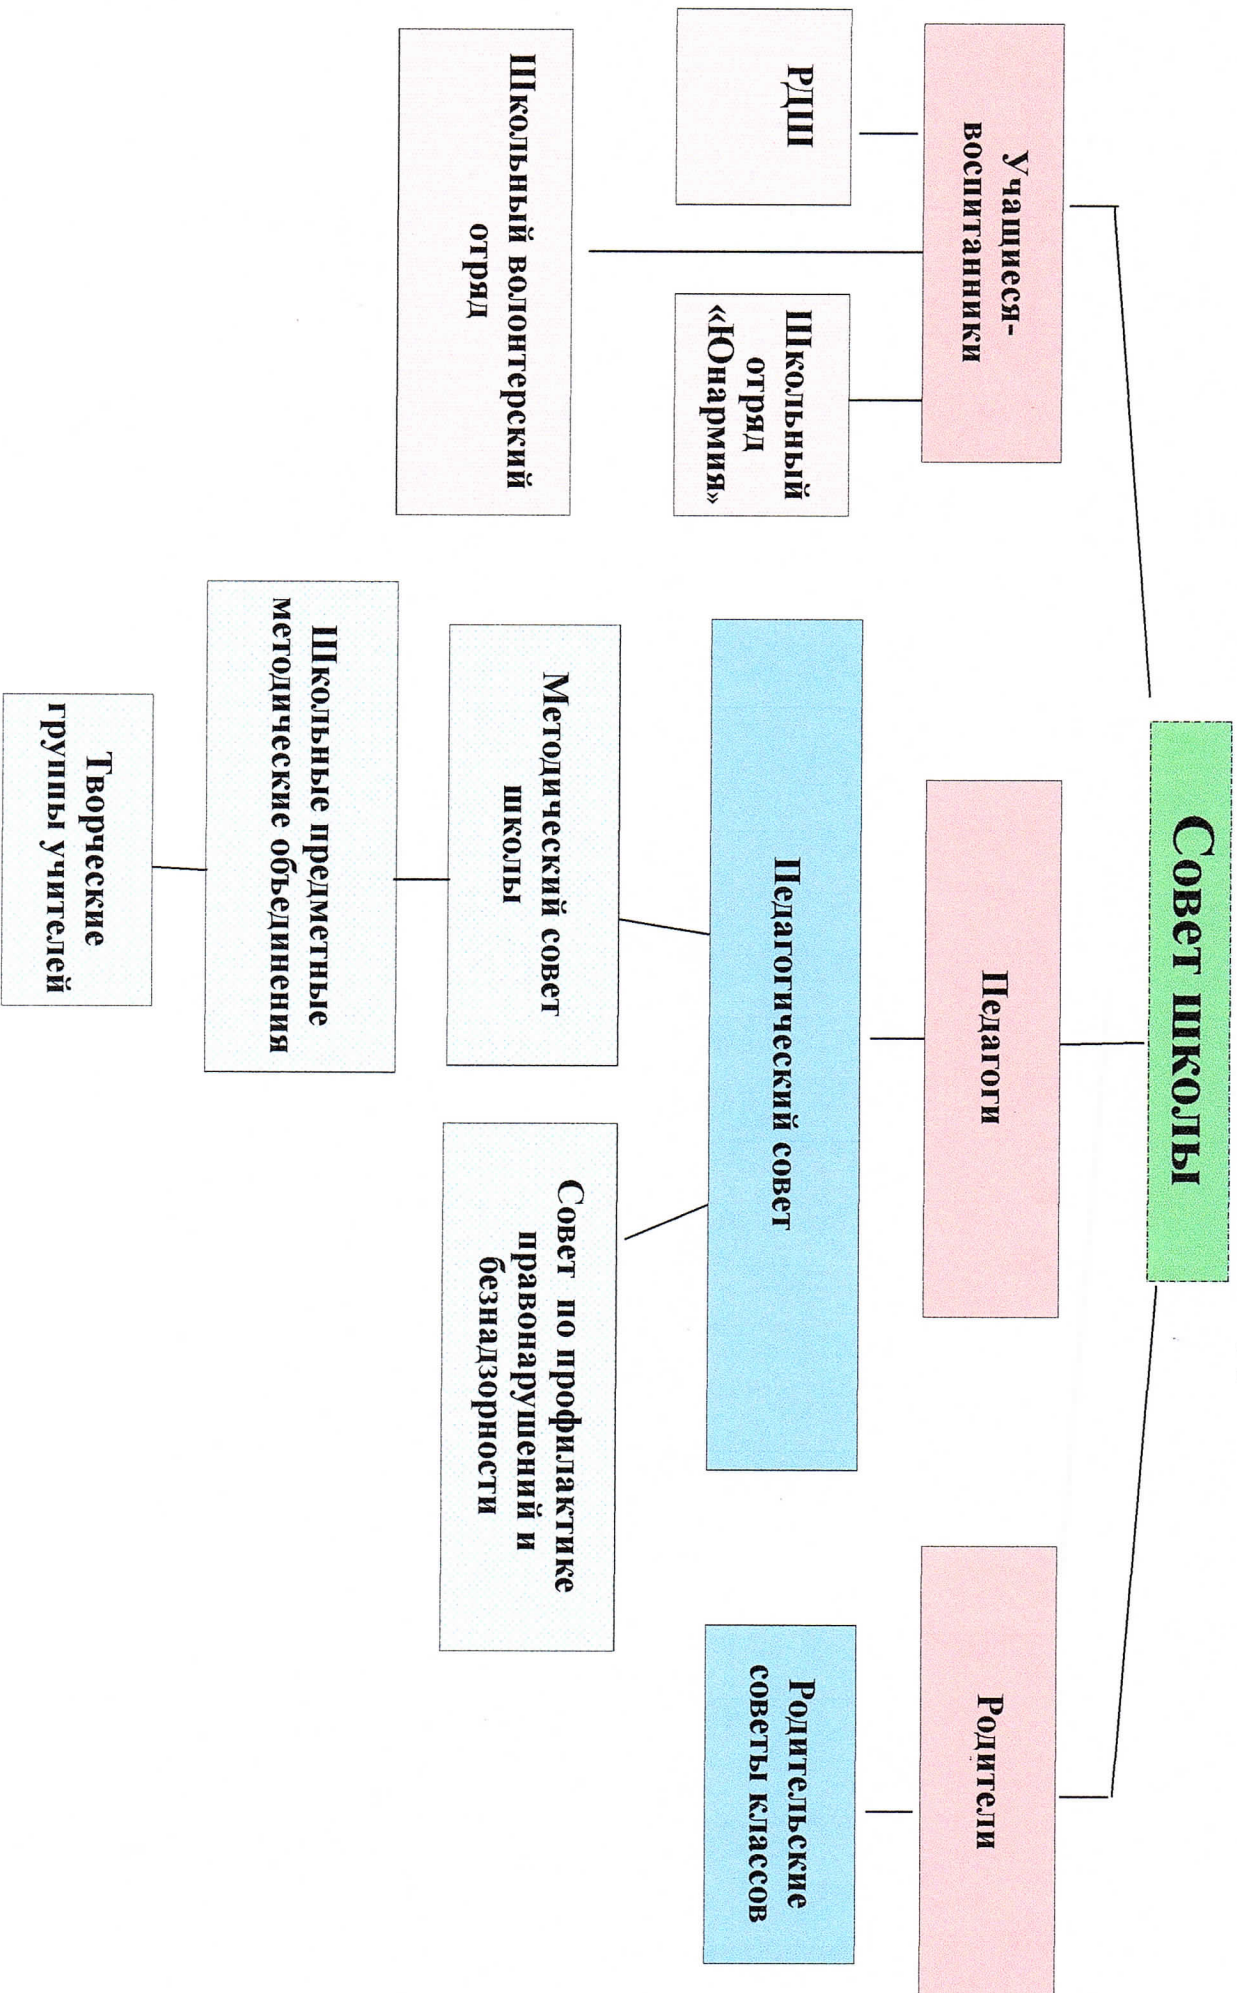 Совет школы
Учащиеся-
воспитанники
Педагоги
Родители
РДШ
Школьный
отряд
«Юнармия»
Педагогический совет
Родительские
советы классов
Школьный волонтерский
отряд
Методический совет
школы
Совет по профилактике
правонарушений и
безнадзорности
Школьные предметные
методические объединения
Творческие
группы учителей